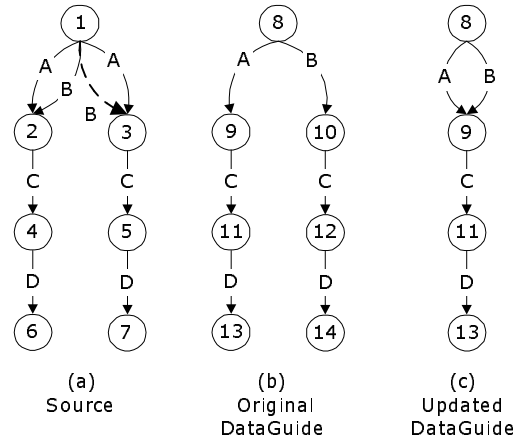 1 8 8
A B A A B A B
B
2 3 9 10 9
C C C C C
4 5 11 12 11
D D D D D
6 7 13 14 13
(a) (b) (c)
Source Original Updated
DataGuide DataGuide